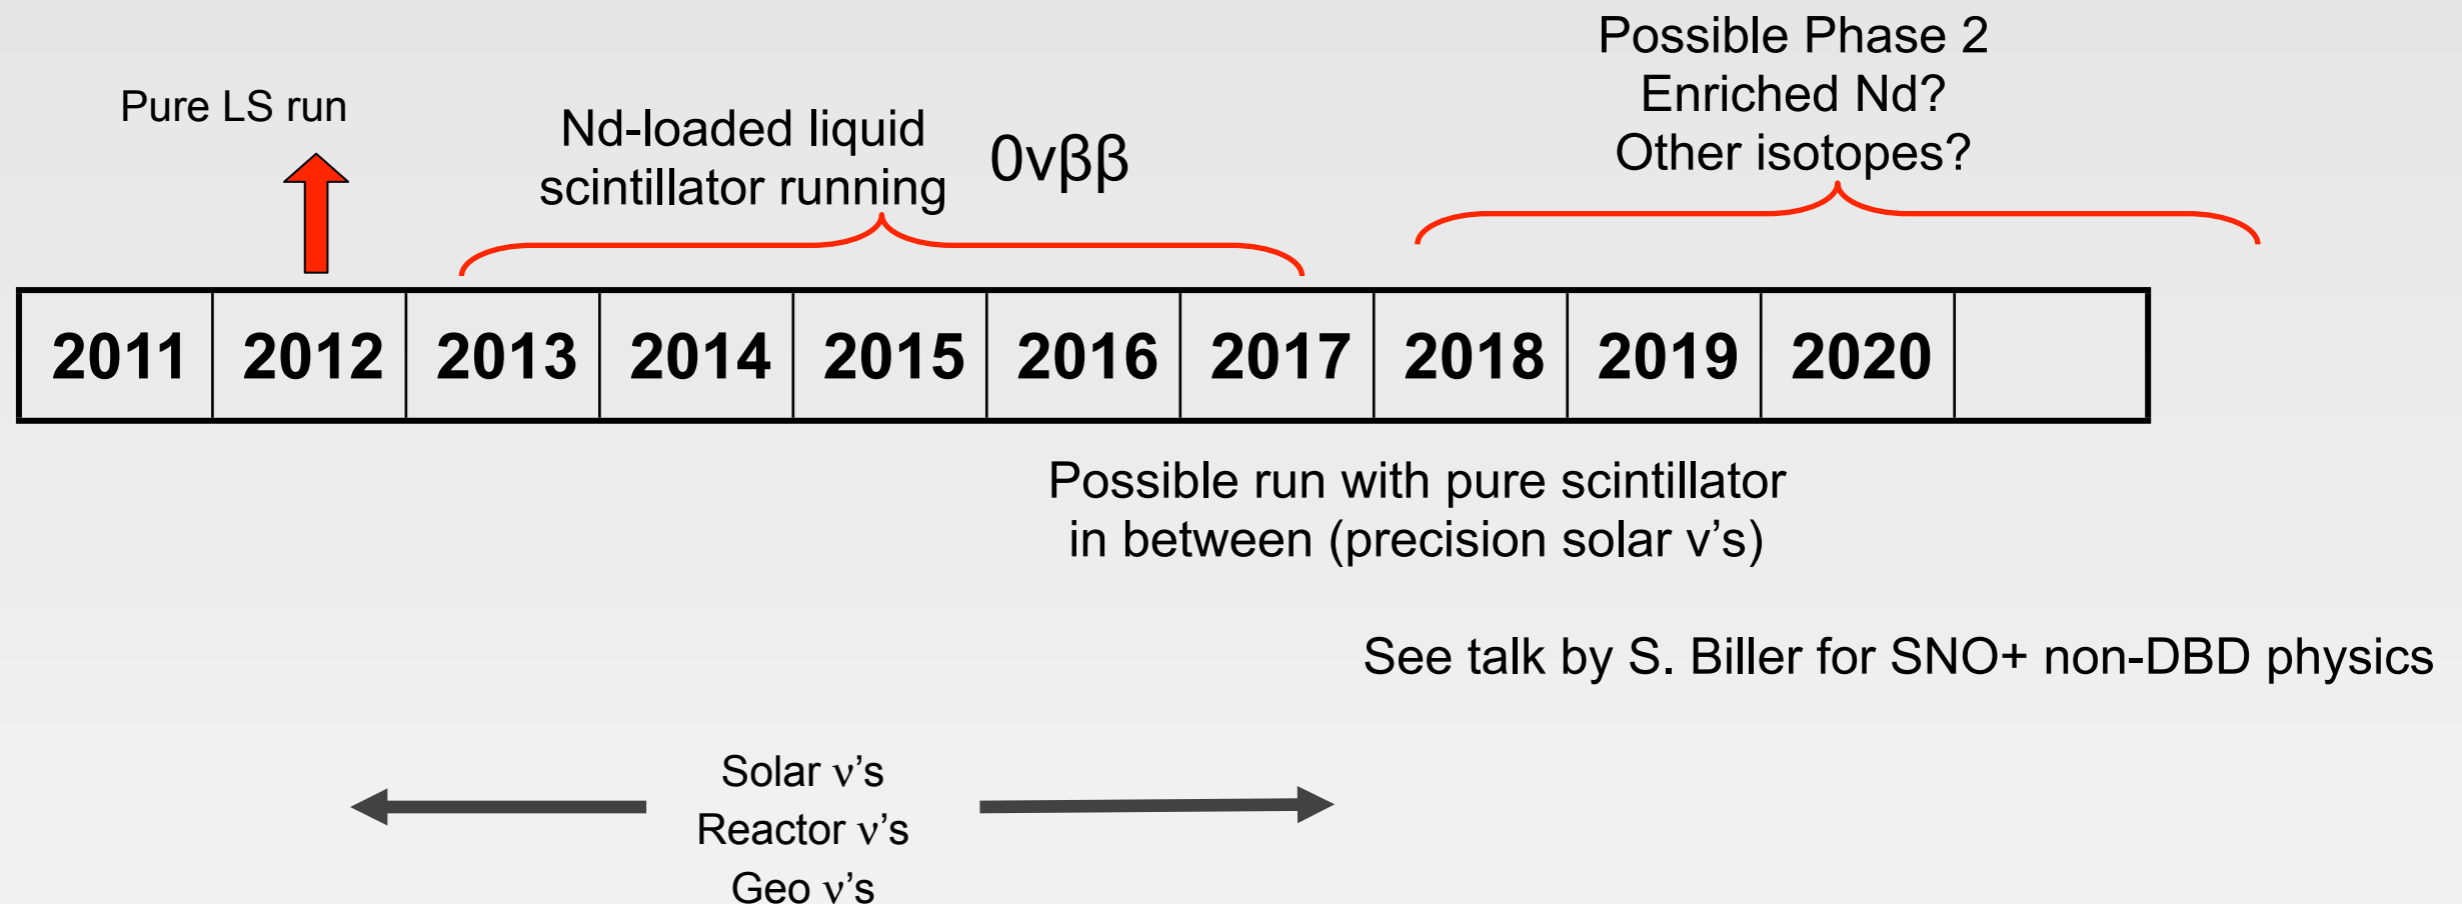 Possible Phase 2
Enriched Nd?
Other isotopes?
Pure LS run
Nd-loaded liquid
scintillator running
0νββ
2011 2012 2013 2014 2015 2016 2017 2018 2019 2020
Possible run with pure scintillator
in between (precision solar ν’s)
See talk by S. Biller for SNO+ non-DBD physics
Solar ν’s
Reactor ν’s
Geo ν’s